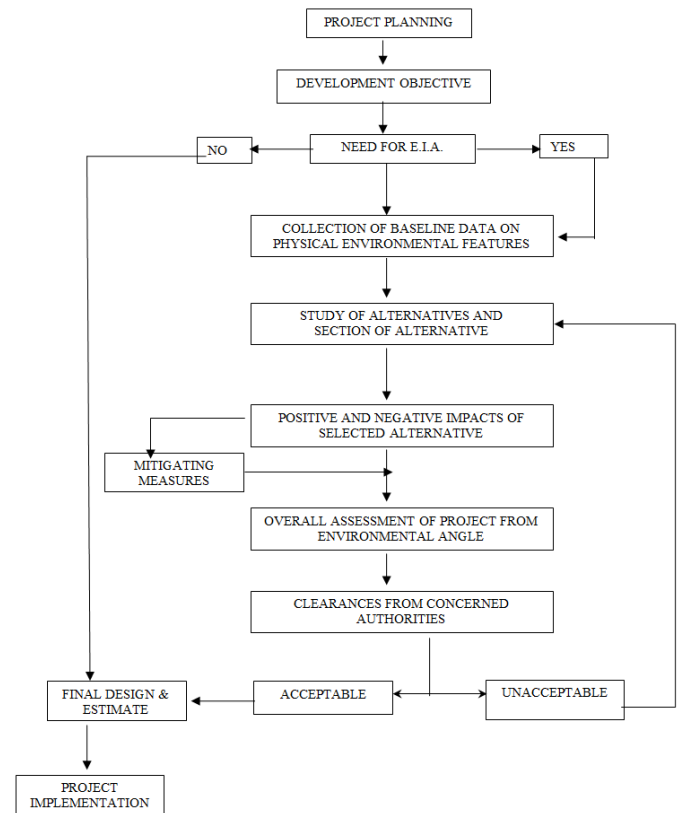 PROJECT PLANNING
DEVELOPMENT OBJECTIVE
NO
NEED FOR E.I.A.
YES
COLLECTION OF BASELINE DATA ON
PHYSICAL ENVIRONMENTAL FEATURES
STUDY OF ALTERNATIVES AND
SECTION OF ALTERNATIVE
POSITIVE AND NEGATIVE IMPACTS OF
SELECTED ALTERNATIVE
MITIGATING
MEASURES
OVERALL ASSESSMENT OF PROJECT FROM
ENVIRONMENTAL ANGLE
CLEARANCES FROM CONCERNED
AUTHORITIES
FINAL DESIGN &
ESTIMATE
ACCEPTABLE
UNACCEPTABLE
PROJECT
IMPLEMENTATION